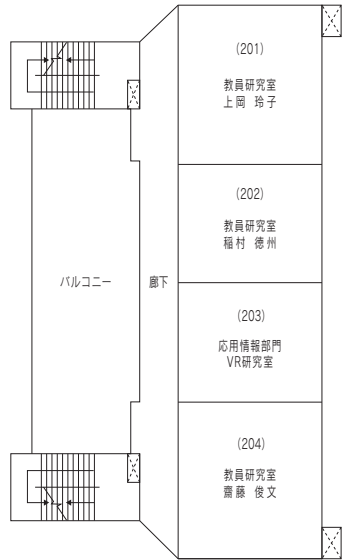 (201)
教員研究室
上岡 玲子
(202)
教員研究室
稲村 徳州
バルコニー
廊下
(203)
応用情報部門
VR研究室
(204)
教員研究室
齋藤 俊文